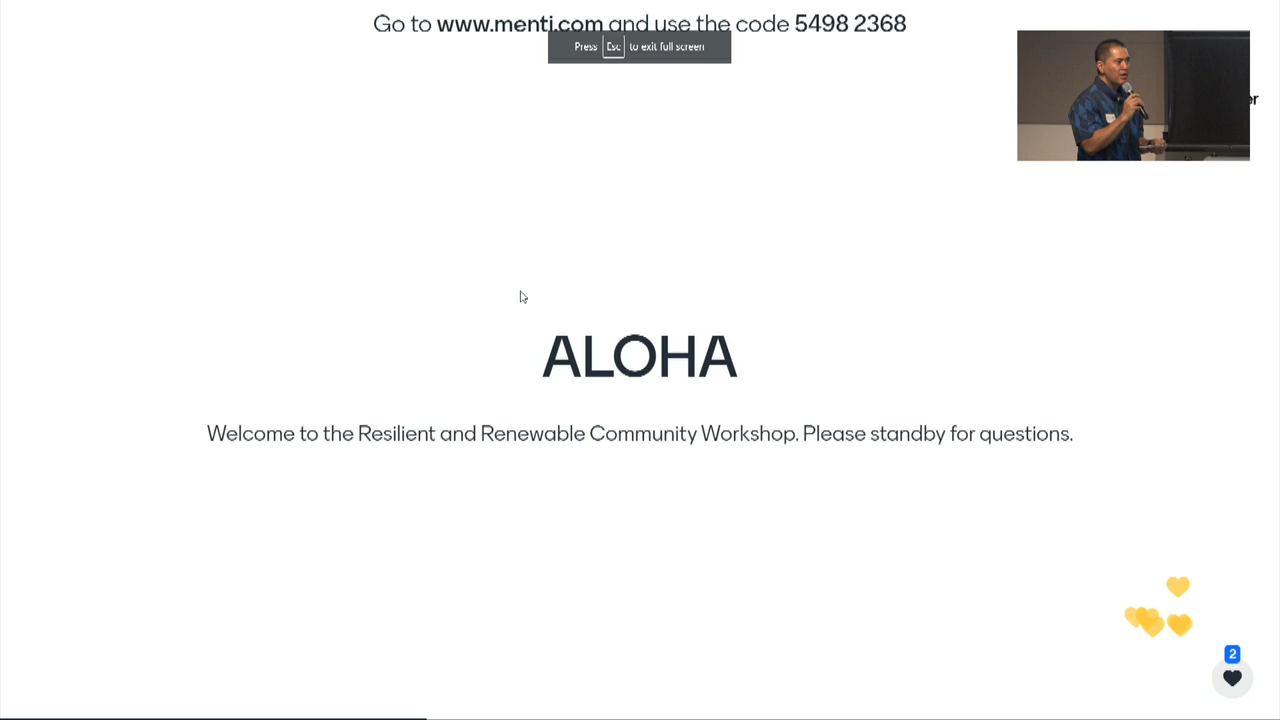 Go to www.menti.com and use the code 5498 2368
Press Esc to exit full screen
er
ALOHA
Welcome to the Resilient and Renewable Community Workshop. Please standby for questions.
2